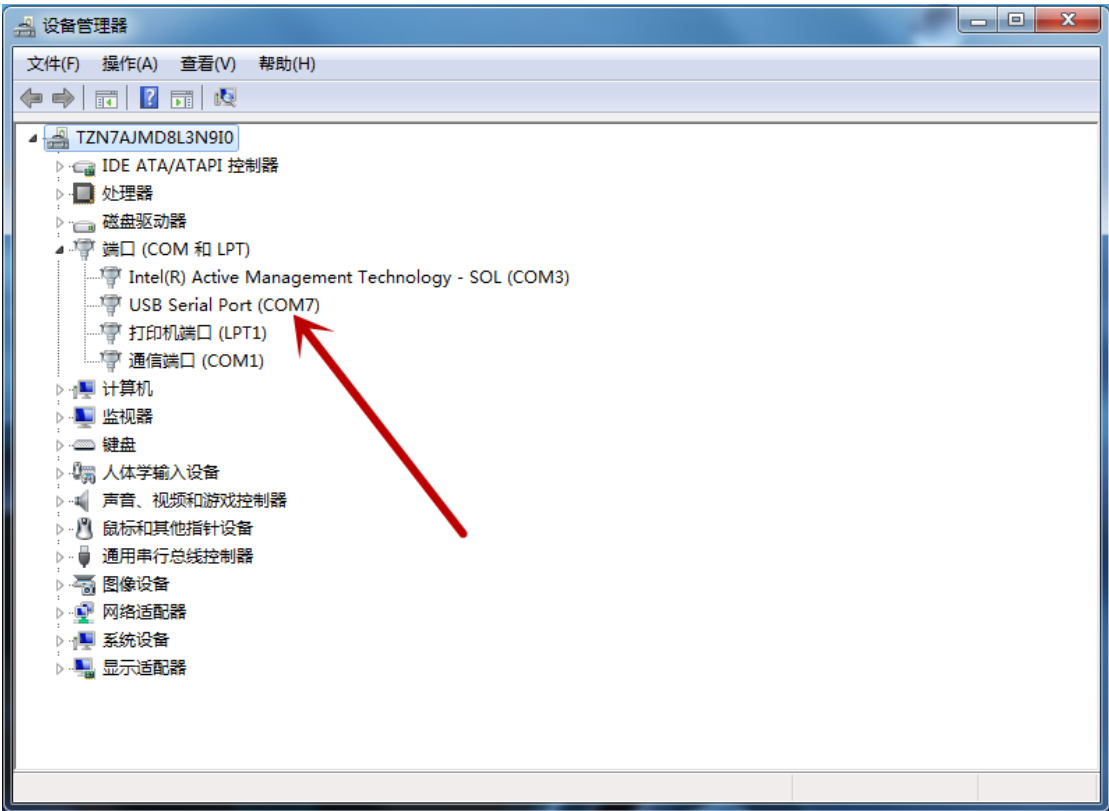 设备管理器
文件(F) 操作(A) 查看(V) 帮助(H)
TZN7AJMD8L3N9I0
IDE ATA/ATAPI 控制器
处理器
磁盘驱动器
端口 (COM 和 LPT)
Intel(R) Active Management Technology - SOL (COM3)
USB Serial Port (COM7)
打印机端口 (LPT1)
通信端口 (COM1)
计算机
监视器
键盘
人体学输入设备
声音、视频和游戏控制器
鼠标和其他指针设备
通用串行总线控制器
图像设备
网络适配器
系统设备
显示适配器